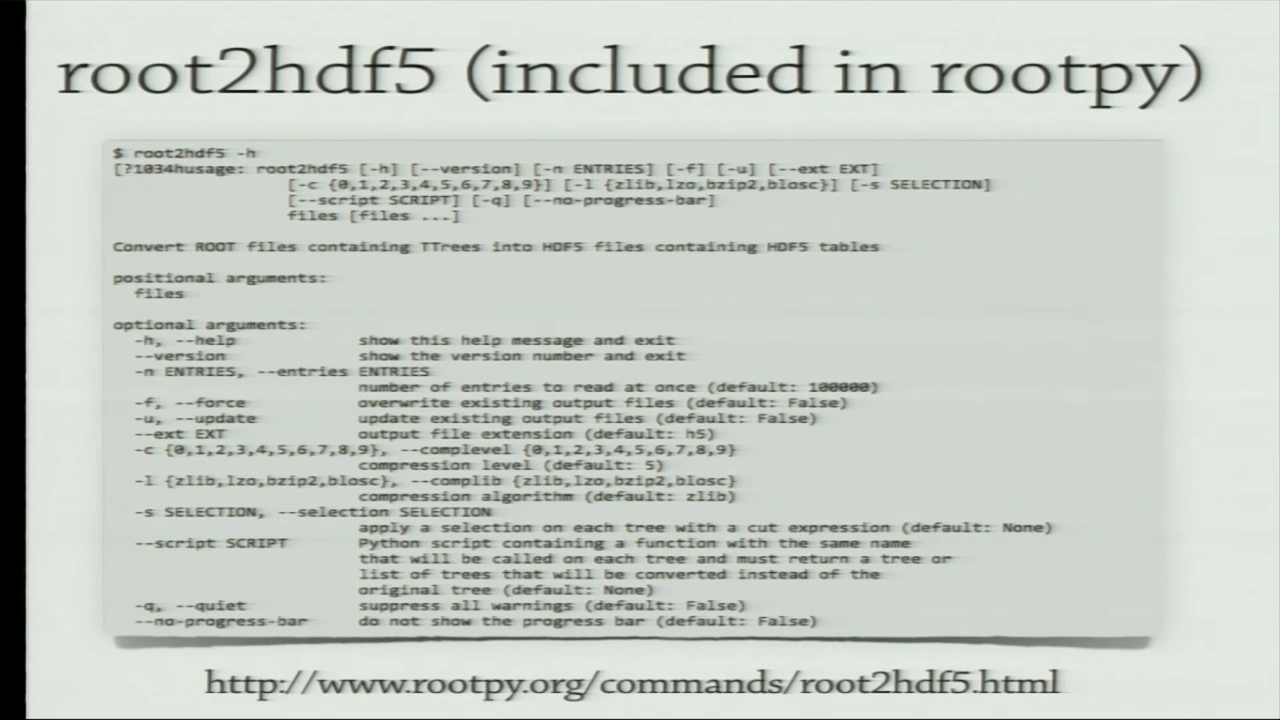 root2hdf5 (included in rootpy)
$ root2hdf5 -h
[?1034husage: root2hdf5 [-h] [--version] [-n ENTRIES] [-f] [-u] [--ext EXT]
[-c {0,1,2,3,4,5,6,7,8,9}] [-l {zlib,lzo,bzip2,blosc}] [-s SELECTION]
[--script SCRIPT] [-q] [--no-progress-bar]
files [files ...]
Convert ROOT files containing TTrees into HDF5 files containing HDF5 tables
positional arguments:
files
optional arguments:
-h, --help show this help message and exit
--version show the version number and exit
-n ENTRIES, --entries ENTRIES
number of entries to read at once (default: 100000)
-f, --force overwrite existing output files (default: False)
-u, --update update existing output files (default: False)
--ext EXT output file extension (default: h5)
-c {0,1,2,3,4,5,6,7,8,9}, --complevel {0,1,2,3,4,5,6,7,8,9}
compression level (default: 5)
-l {zlib,lzo,bzip2,blosc}, --complib {zlib,lzo,bzip2,blosc}
compression algorithm (default: zlib)
-s SELECTION, --selection SELECTION
apply a selection on each tree with a cut expression (default: None)
--script SCRIPT Python script containing a function with the same name
that will be called on each tree and must return a tree or
list of trees that will be converted instead of the
original tree (default: None)
-q, --quiet suppress all warnings (default: False)
--no-progress-bar do not show the progress bar (default: False)
http://www.rootpy.org/commands/root2hdf5.html